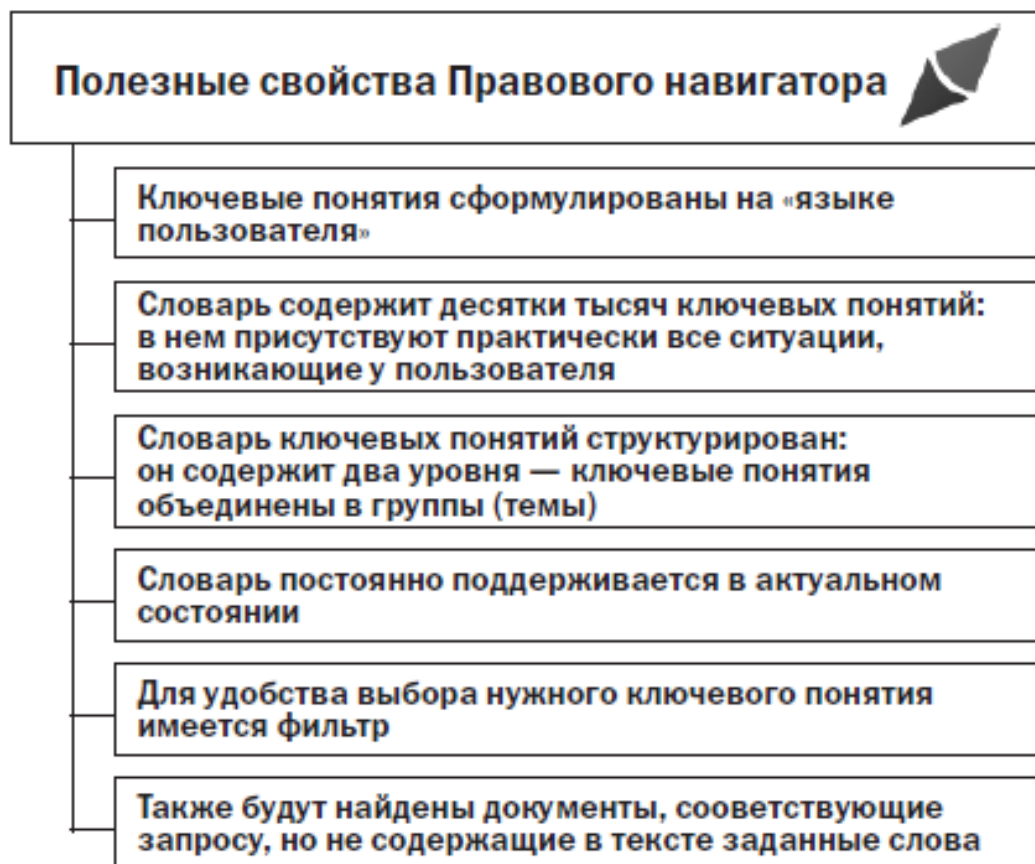 Полезные свойства Правового навигатора
Ключевые понятия сформулированы на «языке
пользователя»
Словарь содержит десятки тысяч ключевых понятий:
в нем присутствуют практически все ситуации,
возникающие у пользователя
Словарь ключевых понятий структурирован:
он содержит два уровня — ключевые понятия
объединены в группы (темы)
Словарь постоянно поддерживается в актуальном
состоянии
Для удобства выбора нужного ключевого понятия
имеется фильтр
Также будут найдены документы, сооветствующие
запросу, но не содержащие в тексте заданные слова